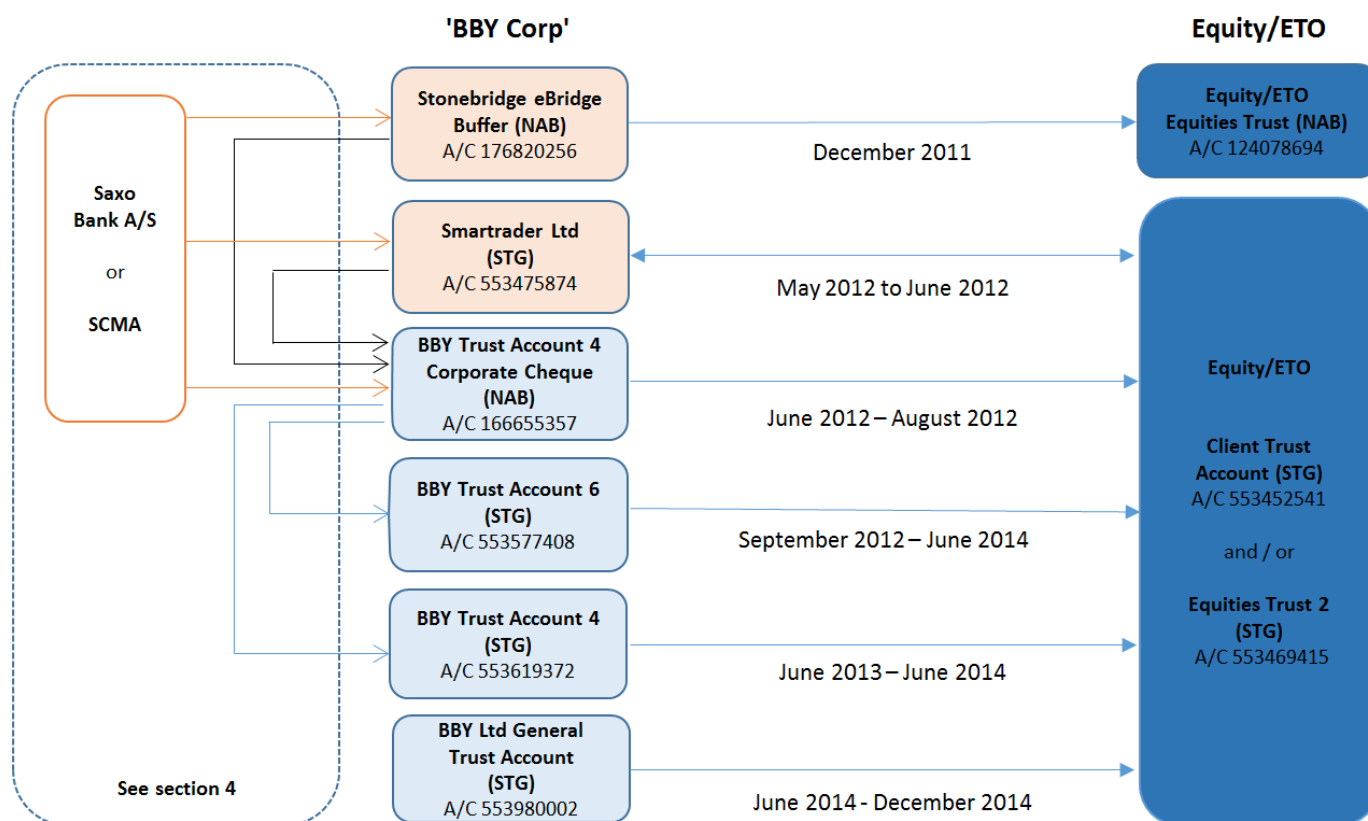 'BBY Corp'
Equity/ETO
Saxo
Bank A/S
or
SCMA
See section 4
Stonebridge eBridge
Buffer (NAB)
A/C 176820256
December 2011
Equity/ETO
Equities Trust (NAB)
A/C 124078694
Smartrader Ltd
(STG)
A/C 553475874
May 2012 to June 2012
BBY Trust Account 4
Corporate Cheque
(NAB)
A/C 166655357
June 2012 – August 2012
BBY Trust Account 6
(STG)
A/C 553577408
September 2012 – June 2014
BBY Trust Account 4
(STG)
A/C 553619372
June 2013 – June 2014
BBY Ltd General
Trust Account
(STG)
A/C 553980002
June 2014 - December 2014
Equity/ETO
Client Trust
Account (STG)
A/C 553452541
and / or
Equities Trust 2
(STG)
A/C 553469415